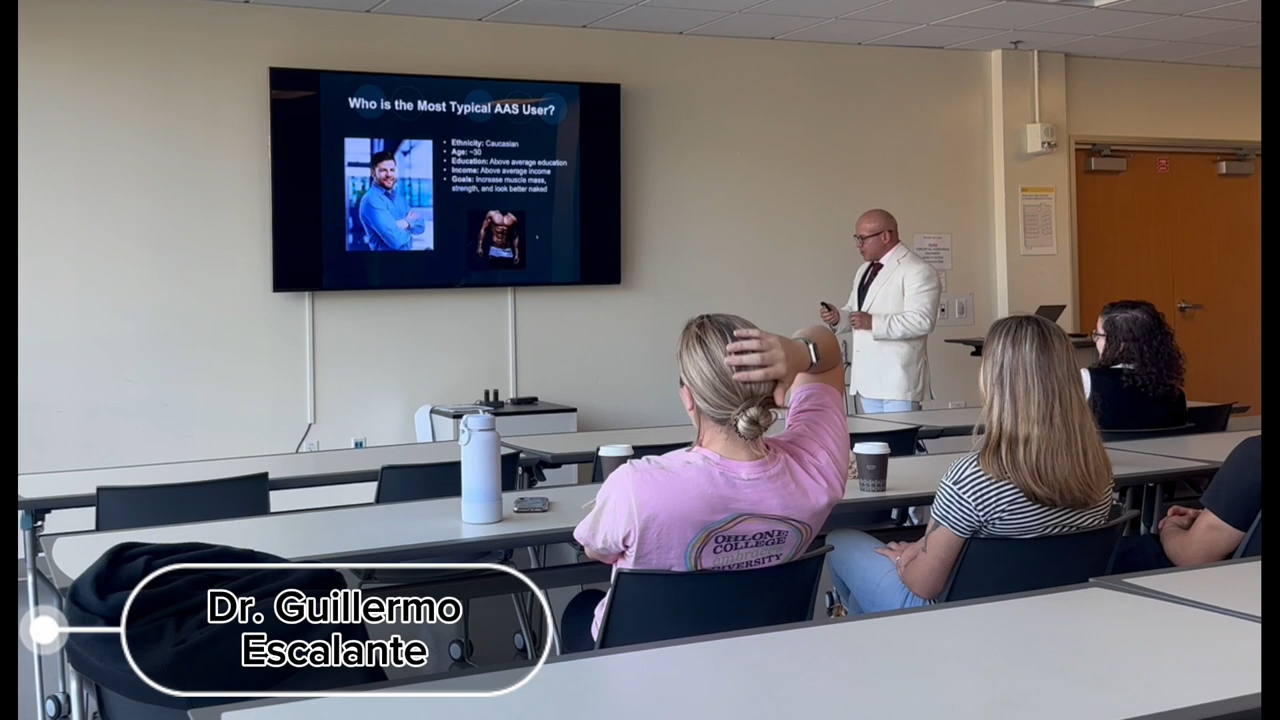 Who is the Most Typical AAS User?
• Ethnicity: Caucasian
• Age: ~30
• Education: Above average education
• Income: Above average income
• Goals: Increase muscle mass,
strength, and look better naked
OHLONE
COLLEGE
embraces
DIVERSITY
Dr. Guillermo
Escalante